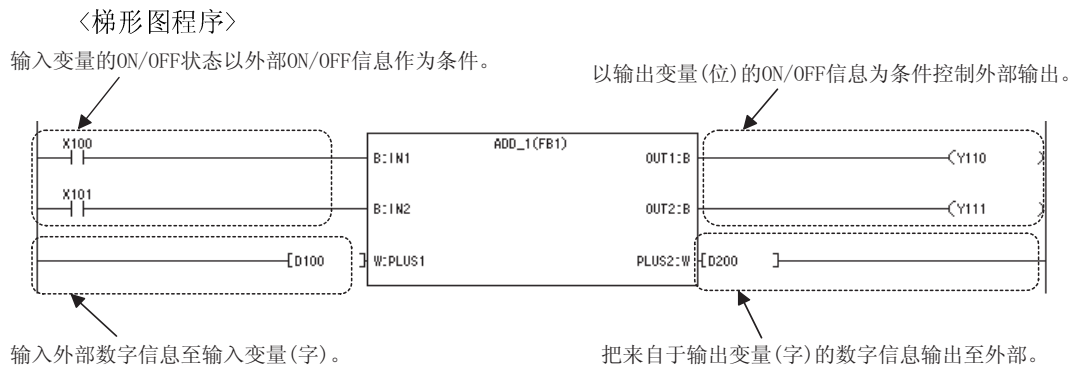 〈梯形图程序〉
输入变量的ON/OFF状态以外部ON/OFF信息作为条件。
以输出变量(位)的ON/OFF信息为条件控制外部输出。
X100
ADD_1(FB1)
B:IN1
OUT1:B
Y110
X101
B:IN2
OUT2:B
Y111
D100
W:PLUS1
PLUS2:W
D200
输入外部数字信息至输入变量(字)。
把来自于输出变量(字)的数字信息输出至外部。